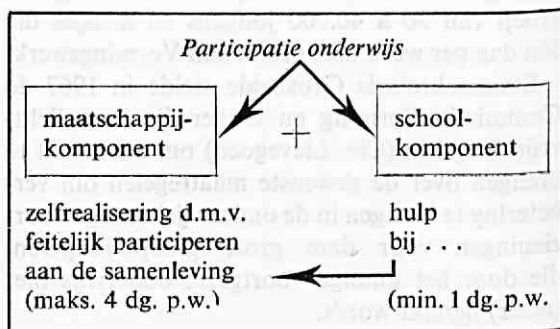 Participatie onderwijs
maatschappij-
komponent
+
school-
komponent
zelfrealisering d.m.v.
feitelijk participeren
aan de samenleving
(maks. 4 dg. p.w.)
hulp
bij . . .
(min. 1 dg. p.w.)